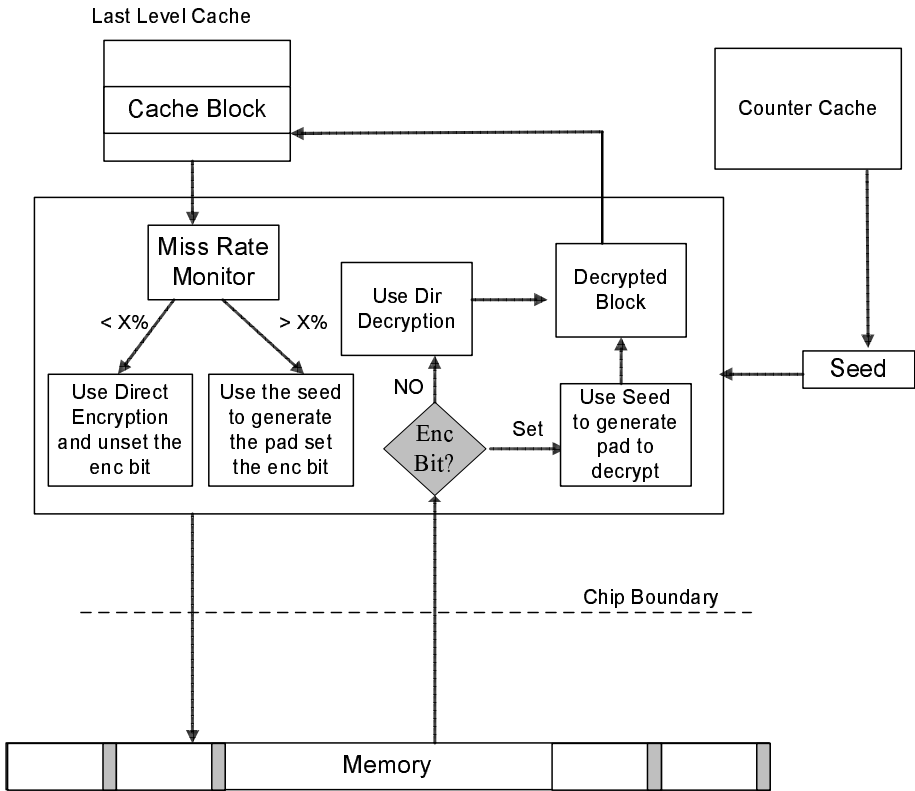 Last Level Cache
Cache Block
Counter Cache
Miss Rate
Monitor
Use Dir
Decryption
Decrypted
Block
< X%
> X%
Seed
Use Direct
Encryption
and unset the
enc bit
Use the seed
to generate
the pad set
the enc bit
NO
Enc
Bit?
Set
Use Seed
to generate
pad to
decrypt
Chip Boundary
Memory